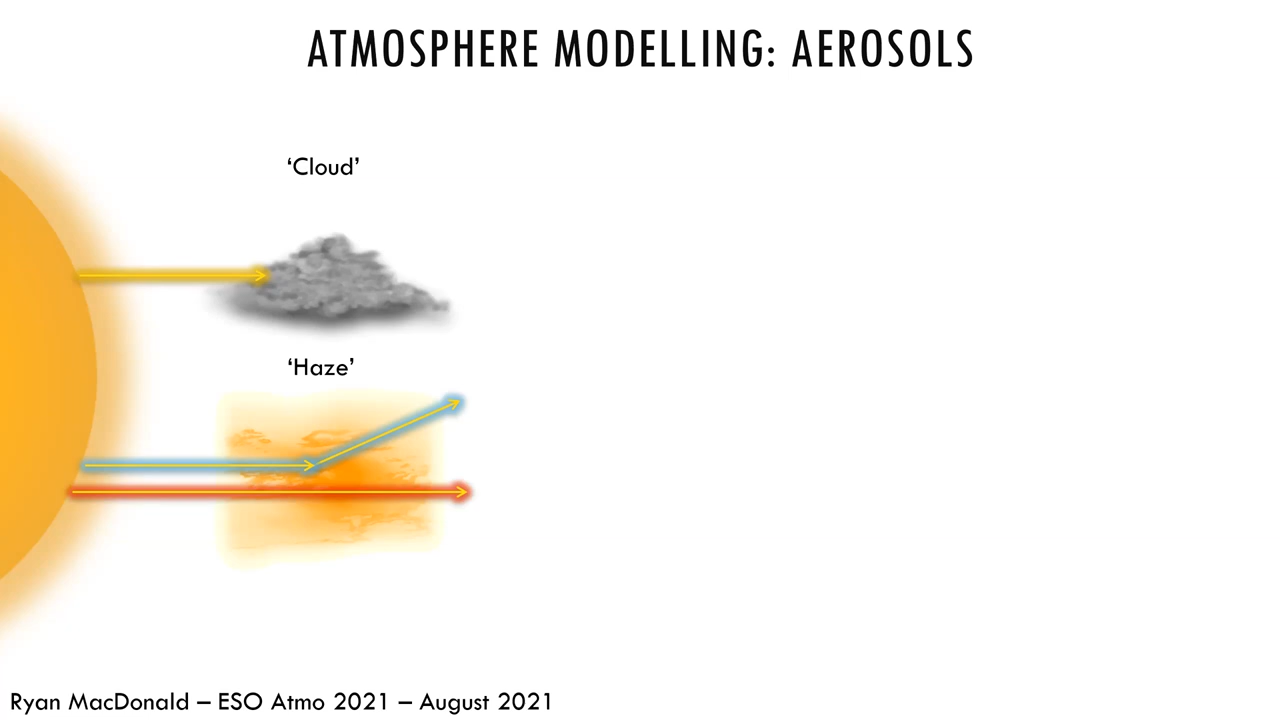 ATMOSPHERE MODELLING: AEROSOLS
‘Cloud’
‘Haze’
Ryan MacDonald – ESO Atmo 2021 – August 2021